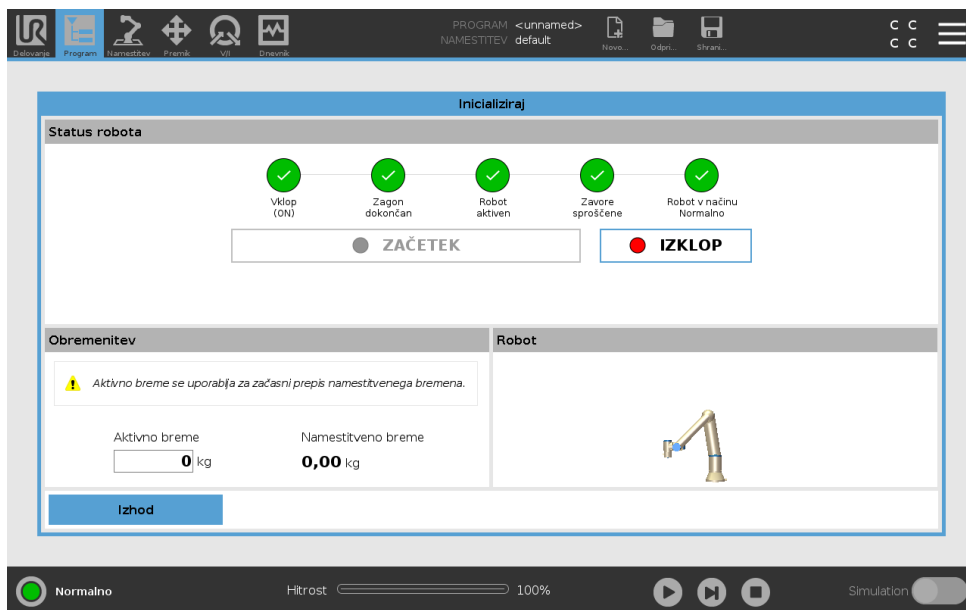 PROGRAM <unnamed>
NAMESTITEV default
Delovanje Program Namestitev Premik V/I Dnevnik Novo... Odpri... Shrani...
C C
C C
Inicializiraj
Status robota
Vklop (ON)
Zagon dokončan
Robot aktiven
Zavore sproščene
Robot v načinu Normalno
ZAČETEK
IZKLOP
Obremenitev
Robot
Aktivno breme se uporablja za začasni prepis namestitvenega bremena.
Aktivno breme
Namestitveno breme
0 kg
0,00 kg
Izhod
Normalno
Hitrost
100%
Simulation